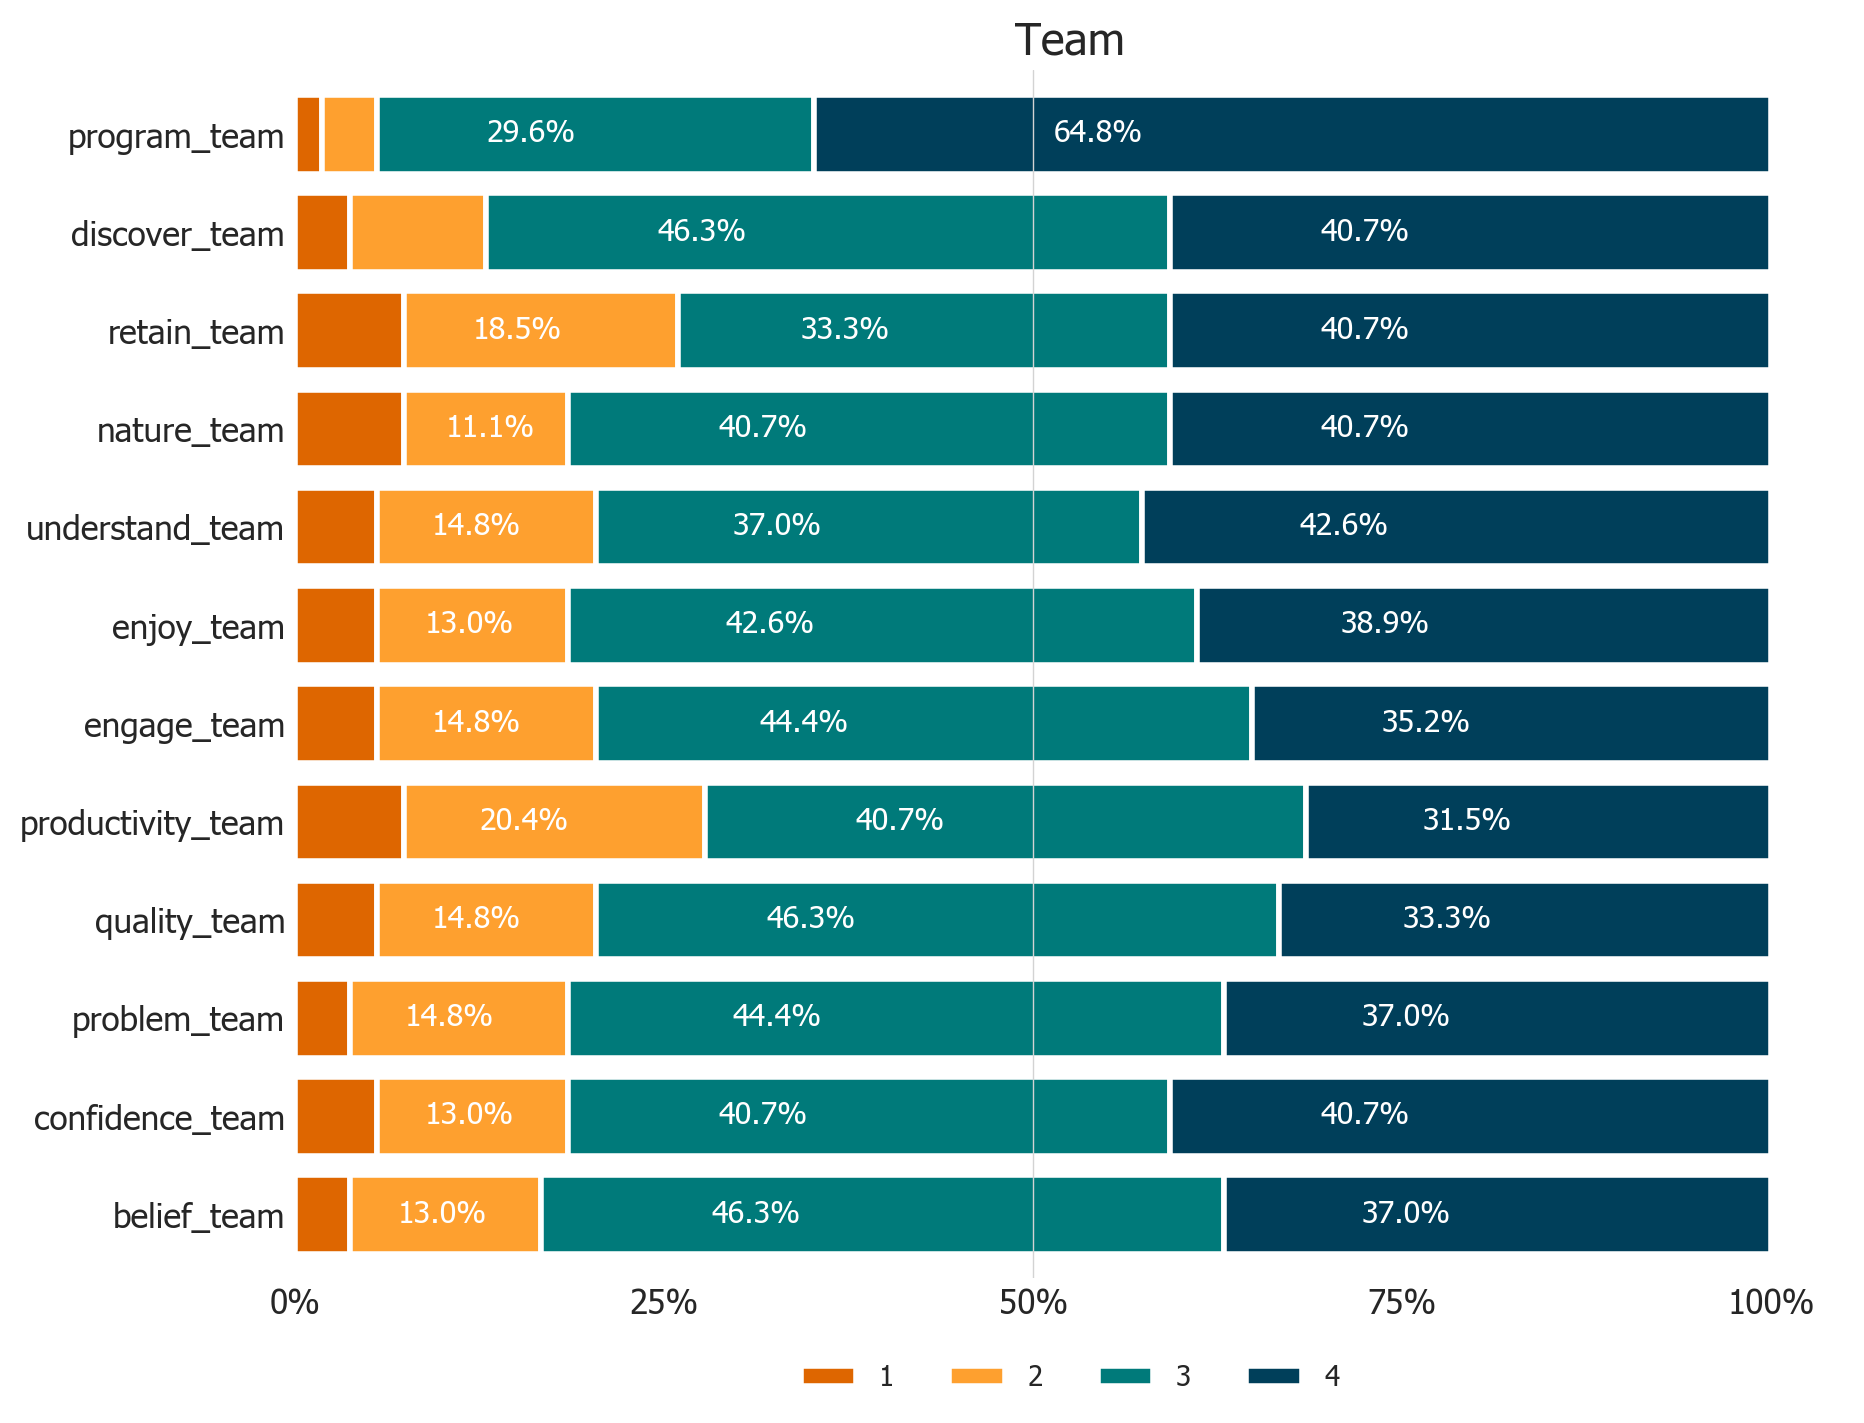 Team
program_team 29.6% 64.8%
discover_team 46.3% 40.7%
retain_team 18.5% 33.3% 40.7%
nature_team 11.1% 40.7% 40.7%
understand_team 14.8% 37.0% 42.6%
enjoy_team 13.0% 42.6% 38.9%
engage_team 14.8% 44.4% 35.2%
productivity_team 20.4% 40.7% 31.5%
quality_team 14.8% 46.3% 33.3%
problem_team 14.8% 44.4% 37.0%
confidence_team 13.0% 40.7% 40.7%
belief_team 13.0% 46.3% 37.0%
0% 25% 50% 75% 100%
1 2 3 4